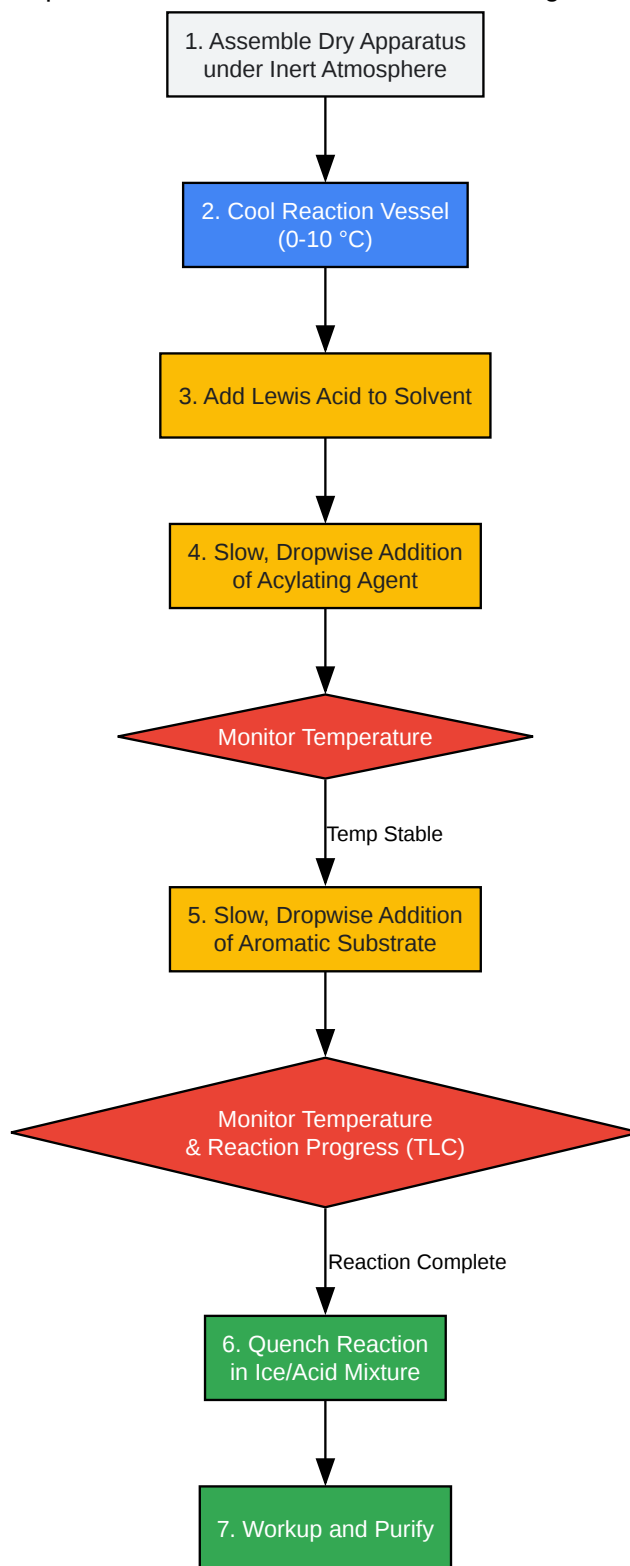 1. Assemble Dry Apparatus
under Inert Atmosphere
2. Cool Reaction Vessel
(0-10 °C)
3. Add Lewis Acid to Solvent
4. Slow, Dropwise Addition
of Acylating Agent
Monitor Temperature
Temp Stable
5. Slow, Dropwise Addition
of Aromatic Substrate
Monitor Temperature
& Reaction Progress (TLC)
Reaction Complete
6. Quench Reaction
in Ice/Acid Mixture
7. Workup and Purify